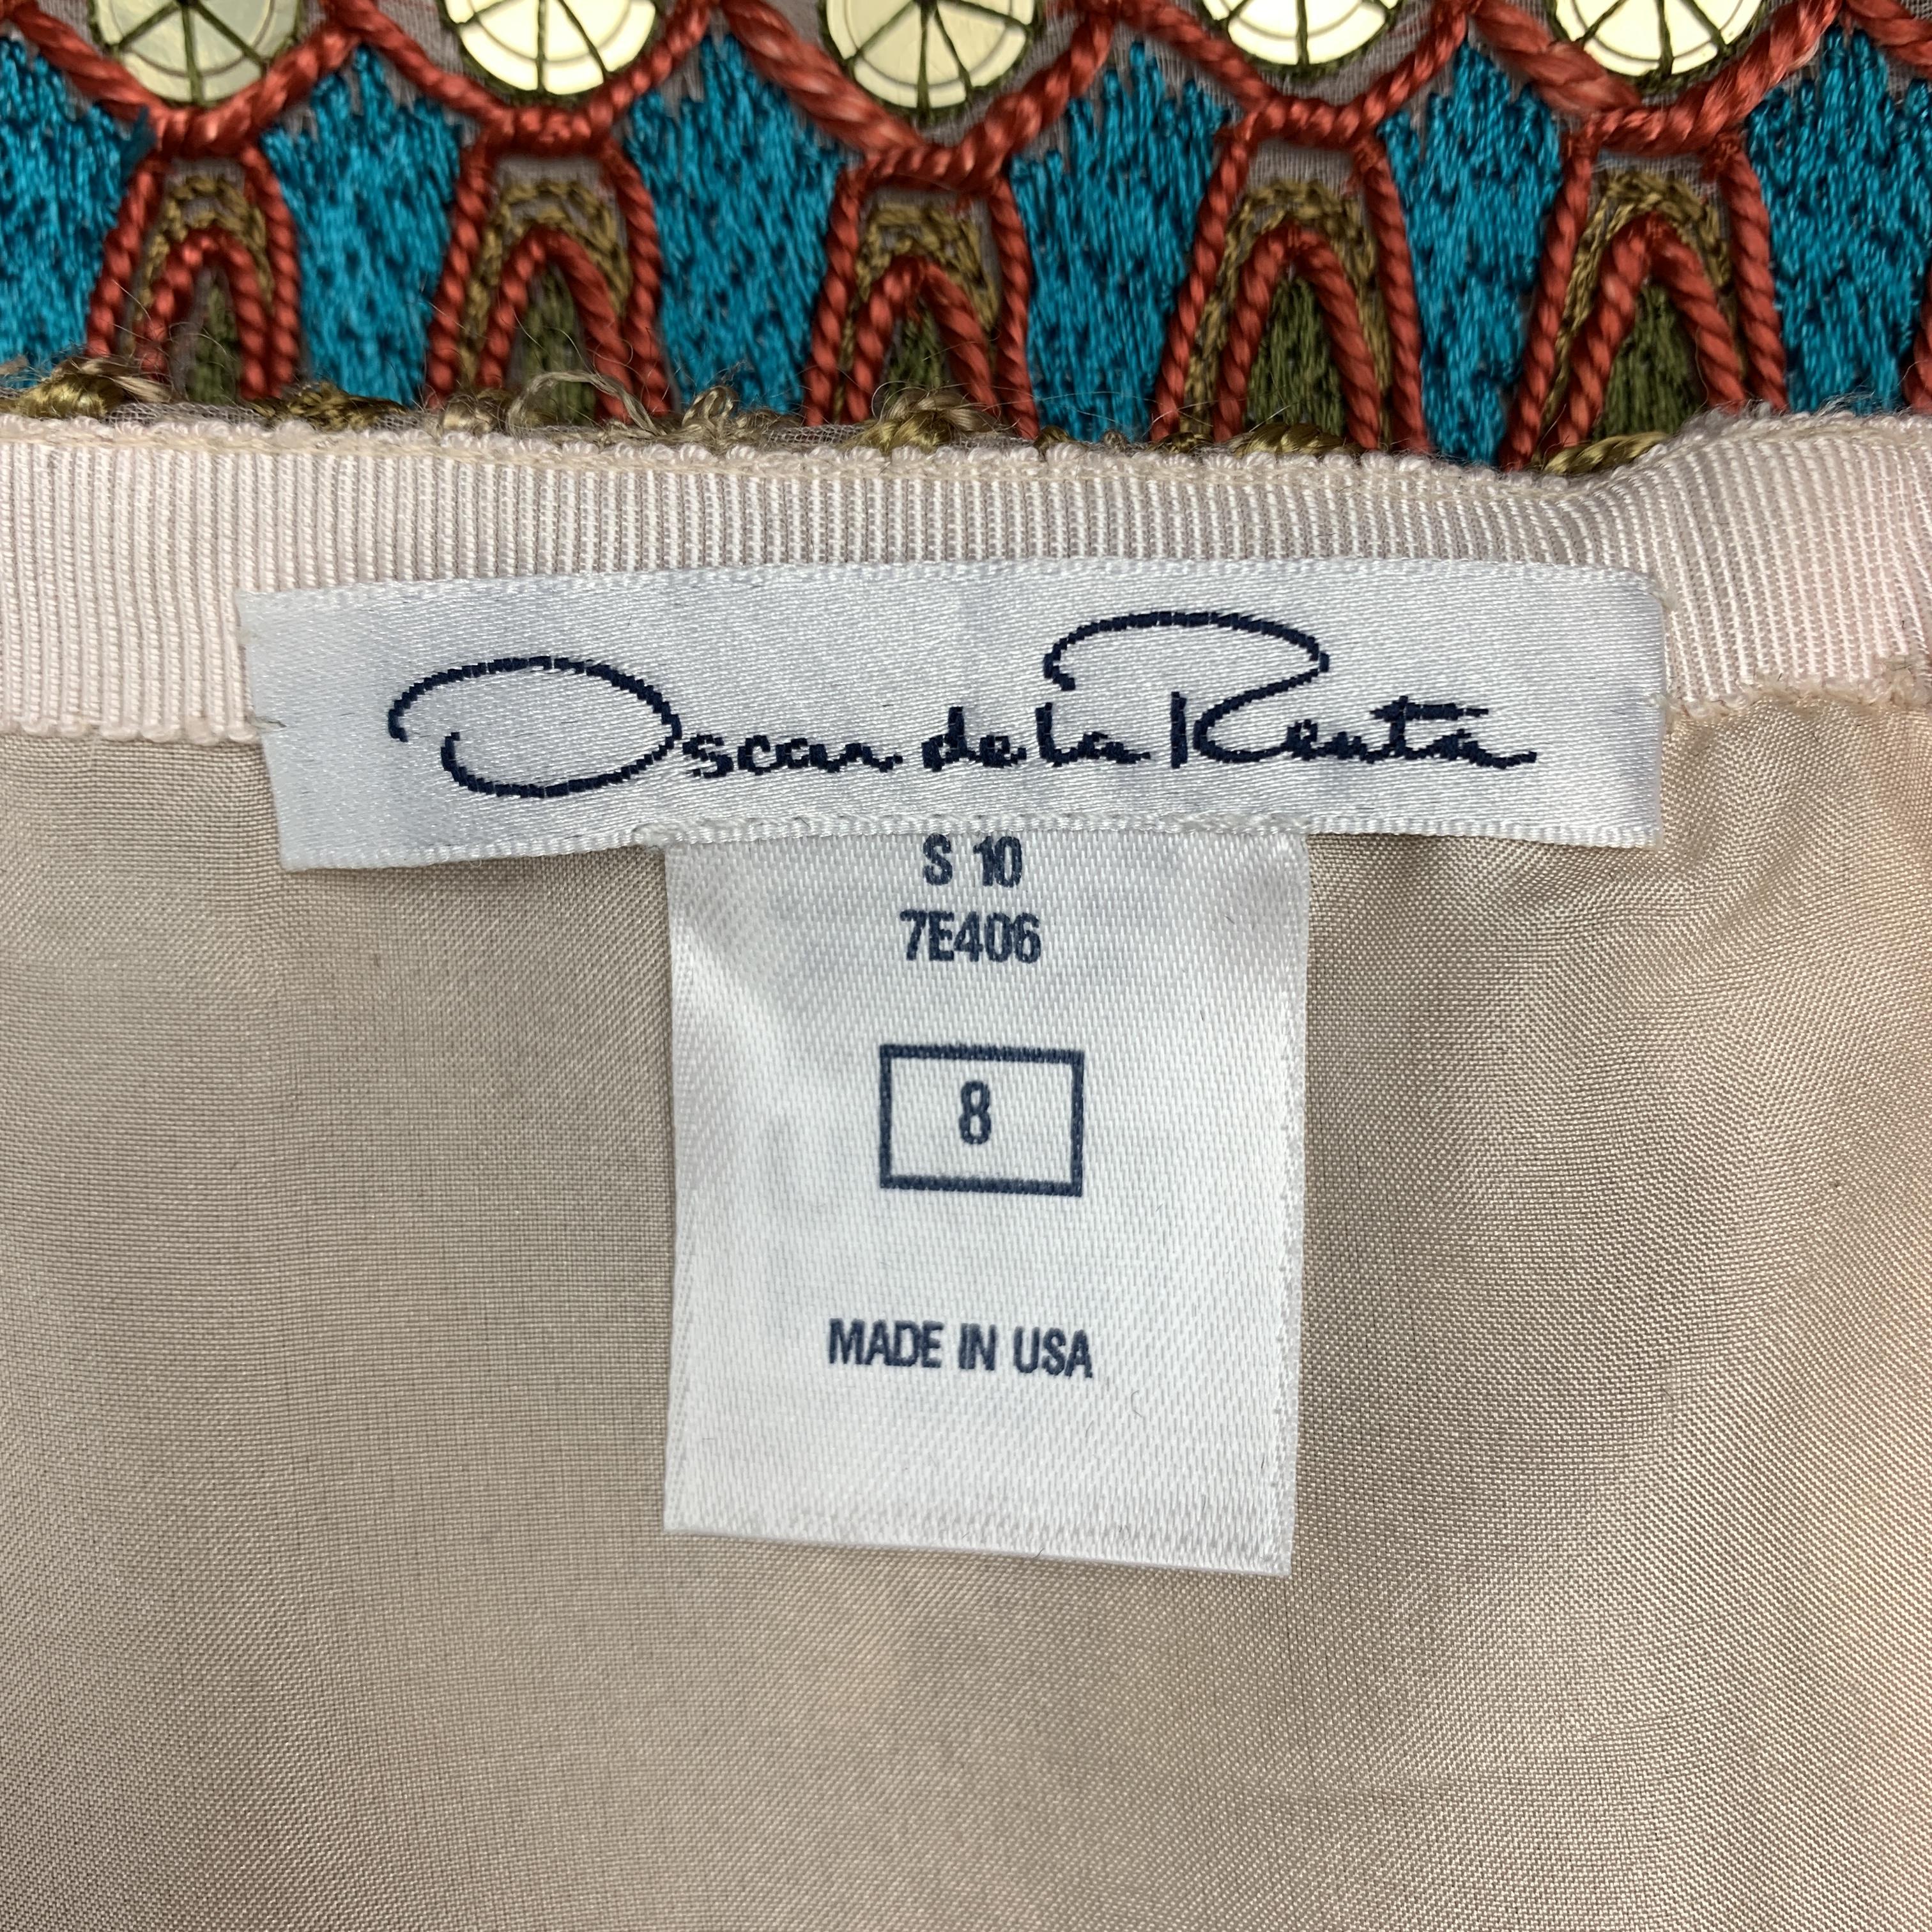 Oscar de la Renta
S 10
7E406
8
MADE IN USA